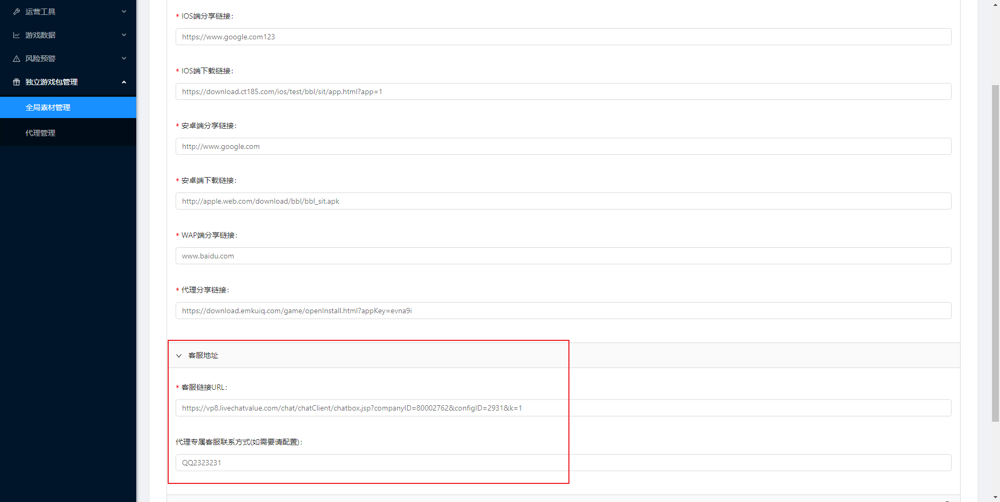 运营工具
游戏数据
风险预警
独立游戏包管理
全局素材管理
代理管理
* IOS端分享链接：
https://www.google.com123
* IOS端下载链接：
https://download.ct185.com/ios/test/bbl/sit/app.html?app=1
* 安卓端分享链接：
http://www.google.com
* 安卓端下载链接：
http://apple.web.com/download/bbl/bbl_sit.apk
* WAP端分享链接：
www.baidu.com
* 代理分享链接：
https://download.emkuiq.com/game/openInstall.html?appKey=evna9i
客服地址
* 客服链接URL：
https://vp8.livechatvalue.com/chat/chatClient/chatbox.jsp?companyID=80002762&configID=2931&k=1
代理专属客服联系方式(如需要请配置)：
QQ2323231